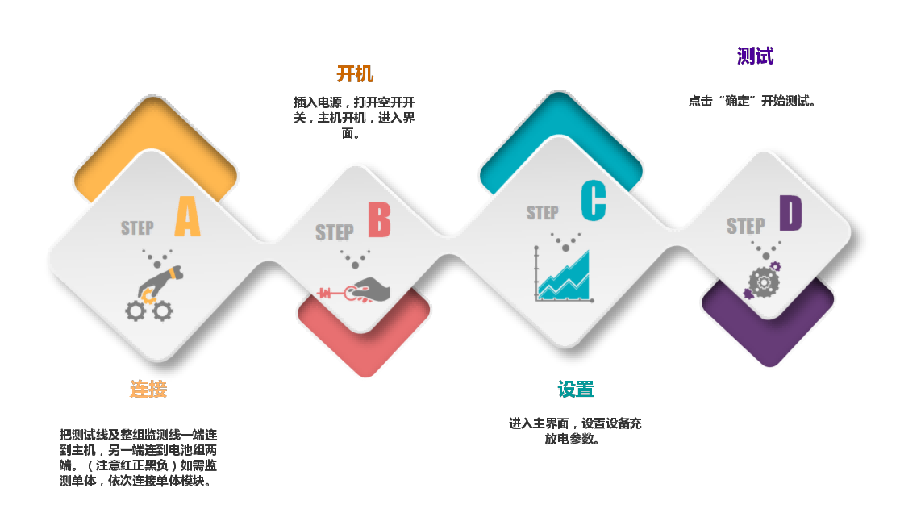 STEP A
连接
把测试线及整组监测线一端连
到主机，另一端连到电池组两
端。（注意红正黑负）如需监
测单体，依次连接单体模块。
开机
插入电源，打开空开开
关，主机开机，进入界
面。
STEP B
STEP C
设置
进入主界面，设置设备充
放电参数。
测试
点击“确定”开始测试。
STEP D